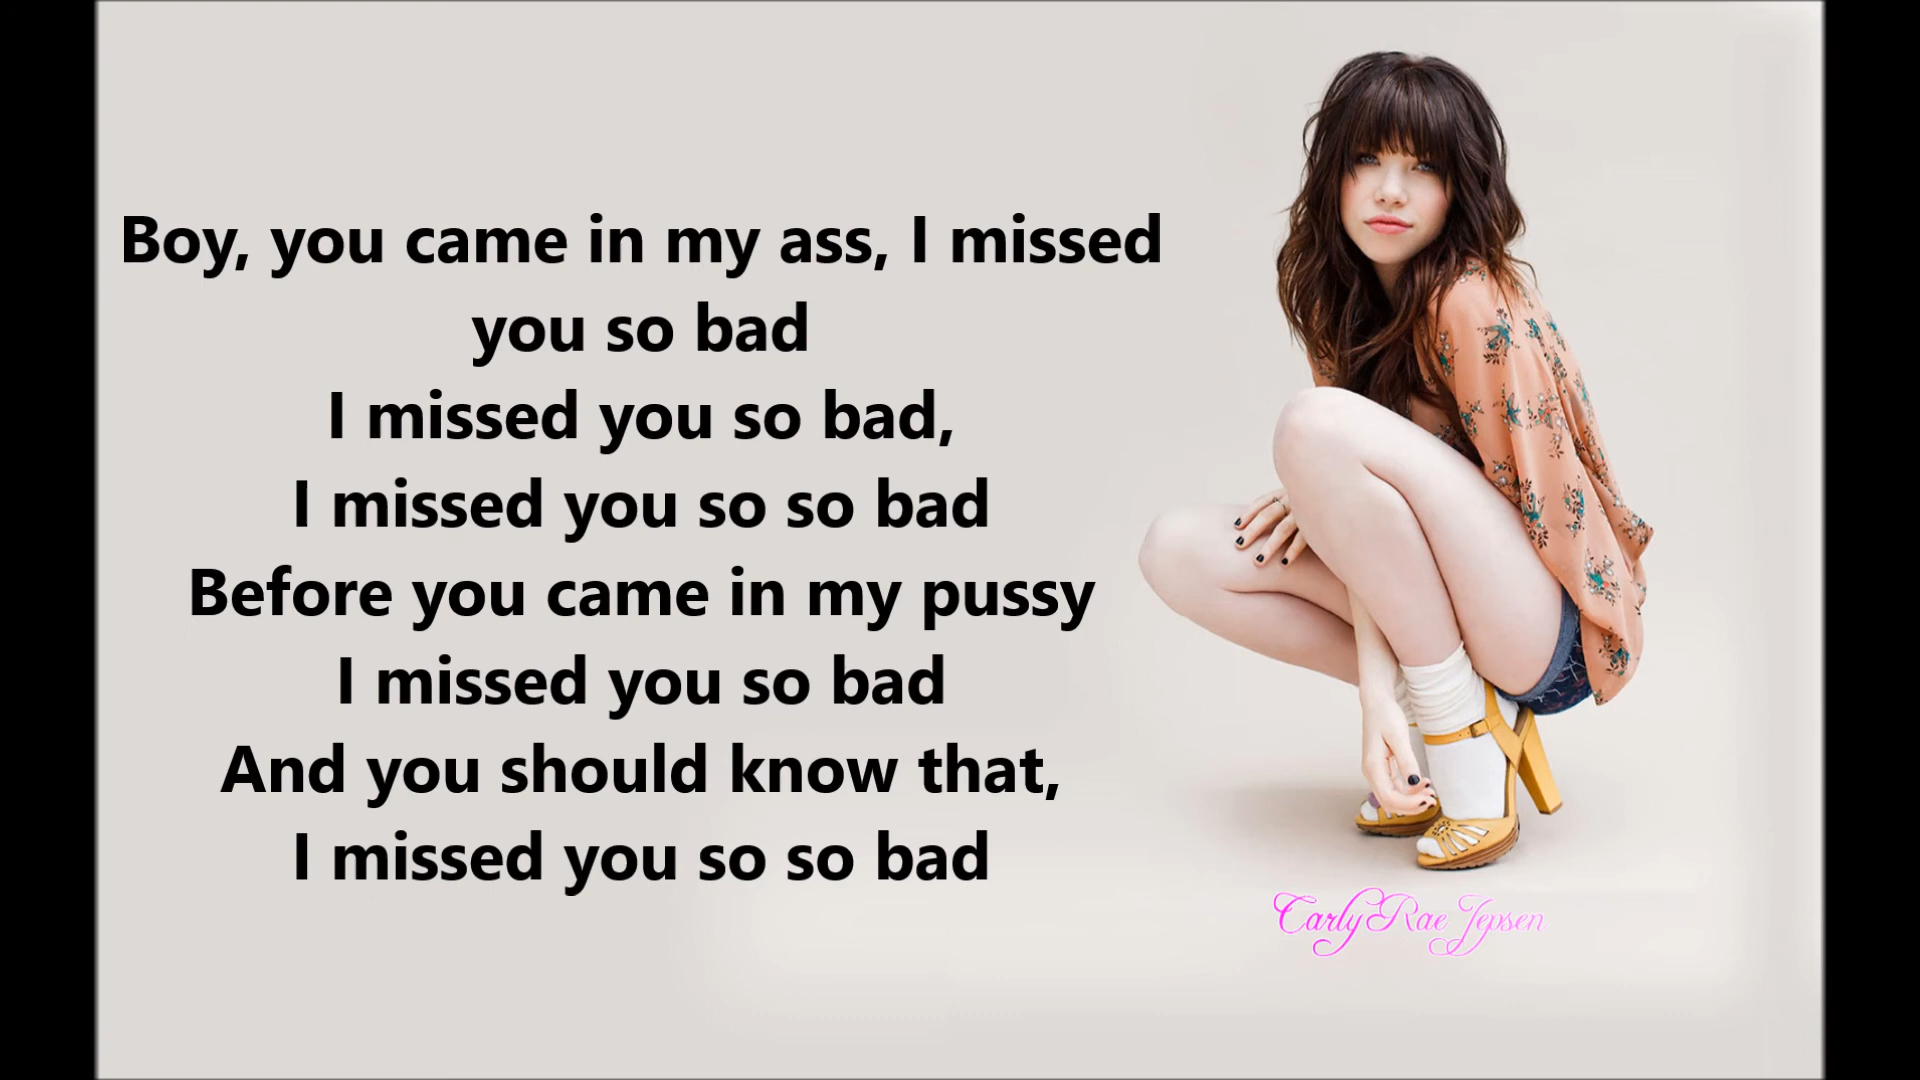 Boy, you came in my ass, I missed
you so bad
I missed you so bad,
I missed you so so bad
Before you came in my pussy
I missed you so bad
And you should know that,
I missed you so so bad
Carly Rae Jepsen